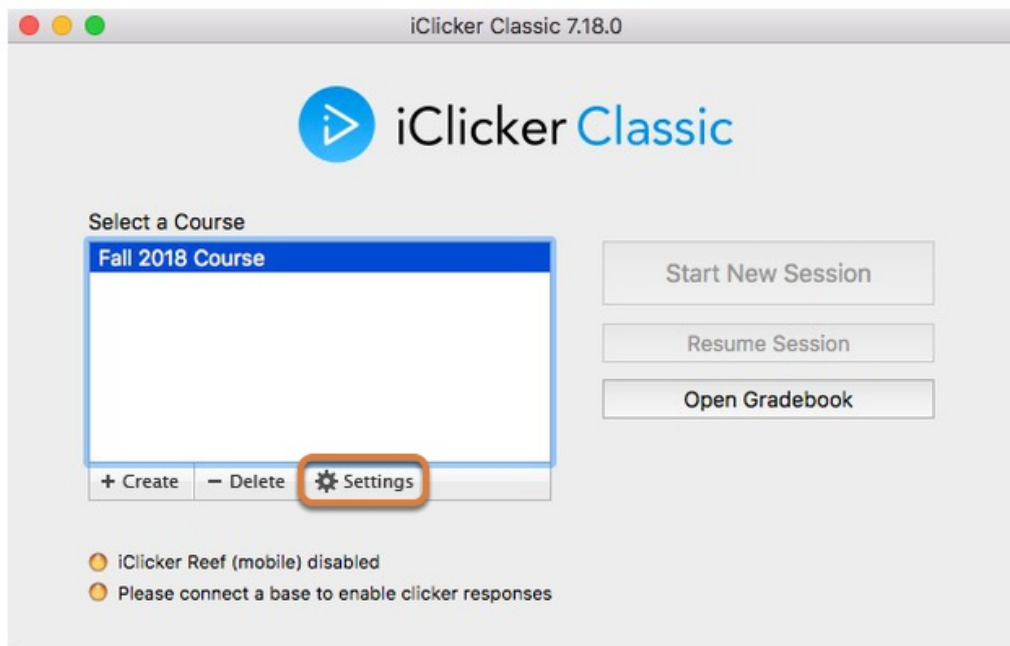 iClicker Classic 7.18.0
iClicker Classic
Select a Course
Fall 2018 Course
Start New Session
Resume Session
Open Gradebook
+ Create − Delete Settings
iClicker Reef (mobile) disabled
Please connect a base to enable clicker responses